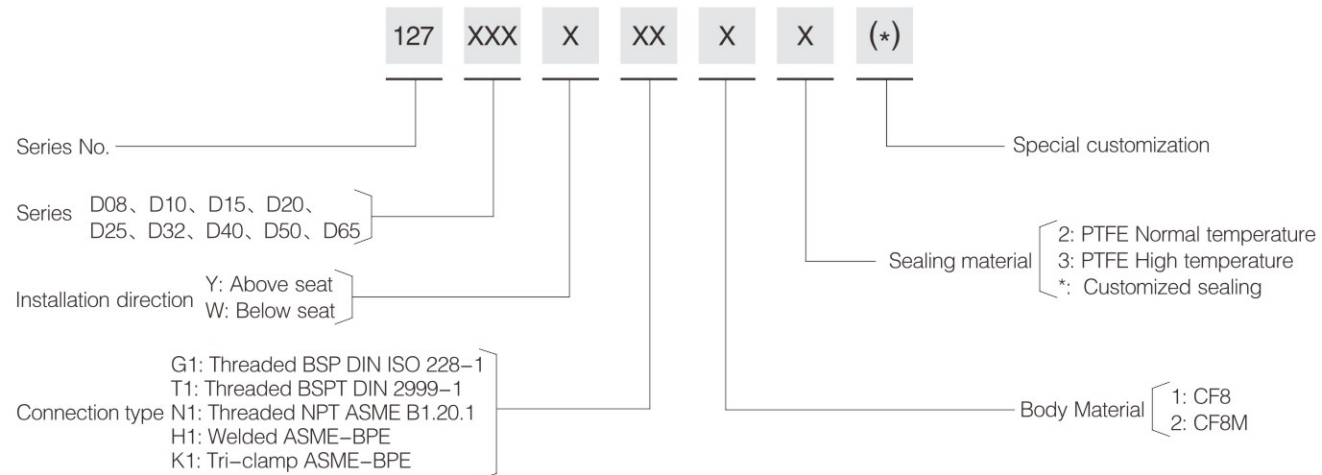 127 XXX X XX X X (*)
Series No.
Special customization
Series D08、D10、D15、D20、
D25、D32、D40、D50、D65
2: PTFE Normal temperature
Sealing material 3: PTFE High temperature
*: Customized sealing
Installation direction Y: Above seat
W: Below seat
G1: Threaded BSP DIN ISO 228-1
T1: Threaded BSPT DIN 2999-1
Connection type N1: Threaded NPT ASME B1.20.1
H1: Welded ASME-BPE
K1: Tri-clamp ASME-BPE
Body Material 1: CF8
2: CF8M